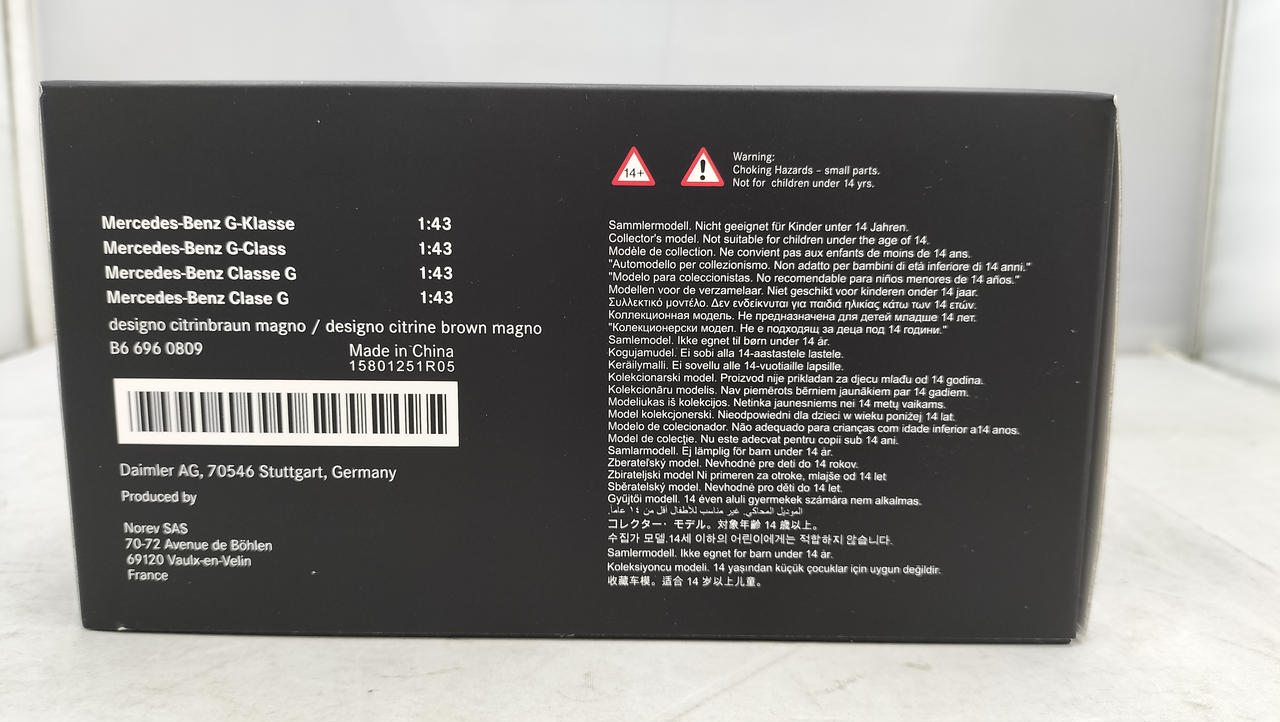 Mercedes-Benz G-Klasse 1:43
Mercedes-Benz G-Class 1:43
Mercedes-Benz Classe G 1:43
Mercedes-Benz Clase G 1:43
designo citrinbraun magno / designo citrine brown magno
B6 696 0809
Made in China
15801251R05
Daimler AG, 70546 Stuttgart, Germany
Produced by
Norev SAS
70-72 Avenue de Böhlen
69120 Vaulx-en-Velin
France
14+
!
Warning:
Choking Hazards - small parts.
Not for children under 14 yrs.
Sammlermodell. Nicht geeignet für Kinder unter 14 Jahren.
Collector's model. Not suitable for children under the age of 14.
Modèle de collection. Ne convient pas aux enfants de moins de 14 ans.
"Automodello per collezionismo. Non adatto per bambini di età inferiore di 14 anni."
"Modelo para coleccionistas. No recomendable para niños menores de 14 años."
Modellen voor de verzamelaar. Niet geschikt voor kinderen onder 14 jaar.
Συλλεκτικό μοντέλο. Δεν ενδείκνυται για παιδιά ηλικίας κάτω των 14 ετών.
Коллекционная модель. Не предназначена для детей младше 14 лет.
"Колекционерски модел. Не е подходящ за деца под 14 години."
Samlemodel. Ikke egnet til børn under 14 år.
Kogujamudel. Ei sobi alla 14-aastastele lastele.
Keräilymalli. Ei sovellu alle 14-vuotiaille lapsille.
Kolekcionarski model. Proizvod nije prikladan za djecu mlađu od 14 godina.
Kolekcionāru modelis. Nav piemērots bērniem jaunākiem par 14 gadiem.
Modeliukas iš kolekcijos. Netinka jaunesniems nei 14 metų vaikams.
Model kolekcjonerski. Nieodpowiedni dla dzieci w wieku poniżej 14 lat.
Modelo de colecionador. Não adequado para crianças com idade inferior a14 anos.
Model de colecţie. Nu este adecvat pentru copii sub 14 ani.
Samlarmodell. Ej lämplig för barn under 14 år.
Zberateľský model. Nevhodné pre deti do 14 rokov.
Zbirateljski model Ni primeren za otroke, mlajše od 14 let
Sběratelský model. Nevhodné pro děti do 14 let.
Gyűjtői modell. 14 éven aluli gyermekek számára nem alkalmas.
الموديل المحاكي. غير مناسب للأطفال أقل من ١٤ عاماً.
コレクター・モデル。対象年齢 14 歳以上。
수집가 모델.14세 이하의 어린이에게는 적합하지 않습니다.
Samlermodell. Ikke egnet for barn under 14 år.
Koleksiyoncu modeli. 14 yaşından küçük çocuklar için uygun değildir.
收藏车模。适合 14 岁以上儿童。